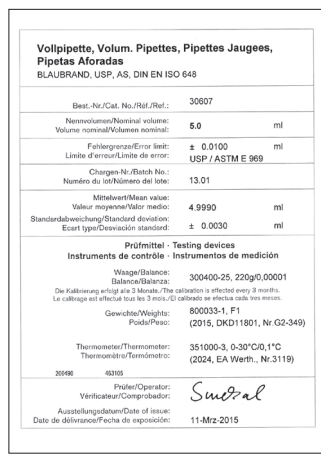 Vollpipette, Volum. Pipettes, Pipettes Jaugees,
Pipetas Aforadas
BLAUBRAND, USP, AS, DIN EN ISO 648
Best.-Nr./Cat. No./Réf./Ref.: 30607
Nennvolumen/Nominal volume:
Volume nominal/Volumen nominal: 5.0 ml
Fehlergrenze/Error limit: ± 0.0100 ml
Limite d'erreur/Limite de error: USP / ASTM E 969
Chargen-Nr./Batch No.:
Numéro du lot/Número del lote: 13.01
Mittelwert/Mean value:
Valeur moyenne/Valor medio: 4.9990 ml
Standardabweichung/Standard deviation:
Ecart type/Desviación standard: ± 0.0030 ml
Prüfmittel · Testing devices
Instruments de contrôle · Instrumentos de medición
Waage/Balance:
Balance/Balanza: 300400-25, 220g/0,00001
Die Kalibrierung erfolgt alle 3 Monate./The calibration is effected every 3 months.
Le calibrage est effectué tous les 3 mois./El calibrado se efectua cada tres meses.
Gewichte/Weights: 800033-1, F1
Poids/Peso: (2015, DKD11801, Nr.G2-349)
Thermometer/Thermometer: 351000-3, 0-30°C/0,1°C
Thermomètre/Termómetro: (2024, EA Werth., Nr.3119)
200490 463105
Prüfer/Operator:
Vérificateur/Comprobador:
Ausstellungsdatum/Date of issue:
Date de délivrance/Fecha de exposición: 11-Mrz-2015